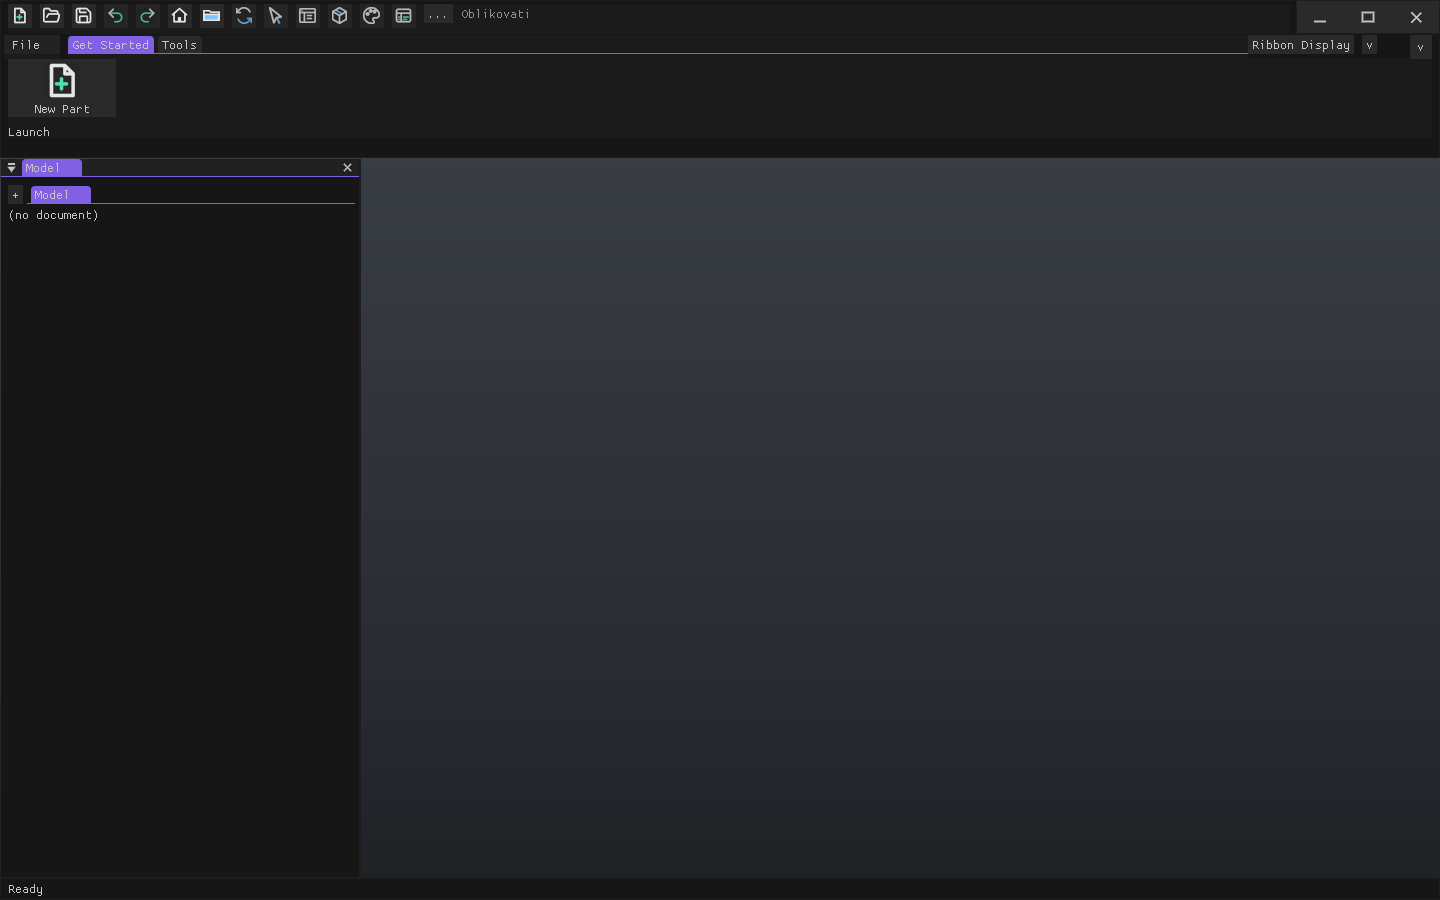 ... Oblikovati
File Get Started Tools Ribbon Display v v
New Part
Launch
Model
+ Model
(no document)
Ready